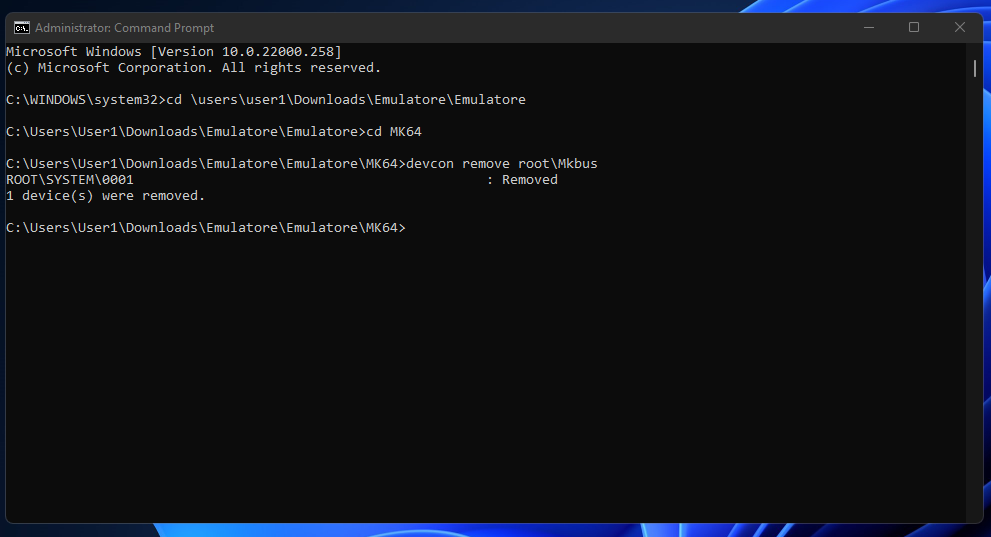 Administrator: Command Prompt
Microsoft Windows [Version 10.0.22000.258]
(c) Microsoft Corporation. All rights reserved.
C:\WINDOWS\system32>cd \users\user1\Downloads\Emulatore\Emulatore
C:\Users\User1\Downloads\Emulatore\Emulatore>cd MK64
C:\Users\User1\Downloads\Emulatore\Emulatore\MK64>devcon remove root\Mkbus
ROOT\SYSTEM\0001                                            : Removed
1 device(s) were removed.
C:\Users\User1\Downloads\Emulatore\Emulatore\MK64>